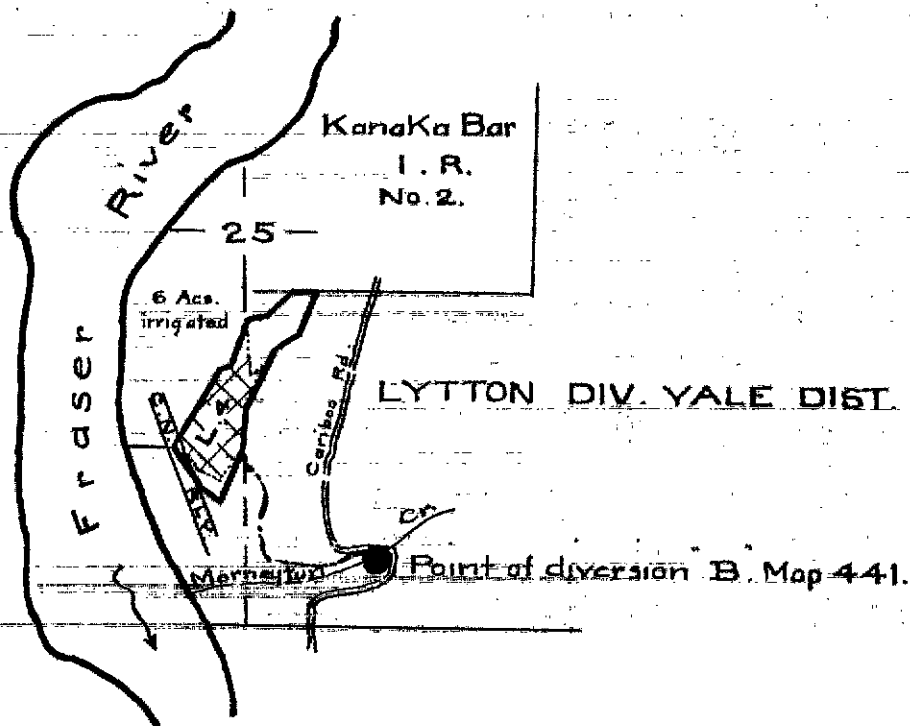 Kanaka Bar
I. R.
No. 2.
Fraser River
25
6 Acs.
irrigated
Cariboo Rd.
LYTTON DIV. YALE DIST.
Cr.
Point of diversion "B". Map 441.